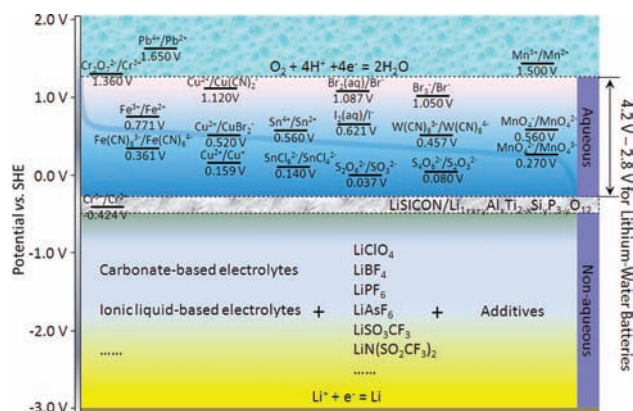 2.0 V
Pb⁴⁺/Pb²⁺
1.650
Cr₂O₇²⁻/Cr²⁺
1.360
O₂ + 4H⁺ +4e⁻ = 2H₂O
Mn³⁺/Mn²⁺
1.500
1.0 V
Cu²⁺/Cu(CN)₂⁻
1.120V
Br₂(aq)/Br⁻
1.087
Br₃⁻/Br⁻
1.050
Fe³⁺/Fe²⁺
0.771
Cu²⁺/CuBr₂⁻
0.520
Sn⁴⁺/Sn²⁺
0.560
I₂(aq)/I⁻
0.621
W(CN)₈³⁻/W(CN)₈⁴⁻
0.457
MnO₄⁻/MnO₄²⁻
0.560
Fe(CN)₆³⁻/Fe(CN)₆⁴⁻
0.361
Cu²⁺/Cu⁺
0.159
SnCl₆²⁻/SnCl₄²⁻
0.140
S₂O₆²⁻/SO₃²⁻
0.037
S₄O₆²⁻/S₂O₃²⁻
0.080
MnO₄²⁻/MnO₄³⁻
0.270
0.0 V
Cr³⁺/Cr²⁺
-0.424
LiSICON/Li₁₊ₓ₊ᵧAlₓTi₂₋ₓSiᵧP₃₋ᵧO₁₂
-1.0 V
-2.0 V
-3.0 V
Carbonate-based electrolytes
Ionic liquid-based electrolytes
......
+
LiClO₄
LiBF₄
LiPF₆
LiAsF₆
LiSO₃CF₃
LiN(SO₂CF₃)₂
......
+
Additives
Li⁺ + e⁻ = Li
Potential vs. SHE
Aqueous
Non-aqueous
4.2 V – 2.8 V for Lithium-Water Batteries